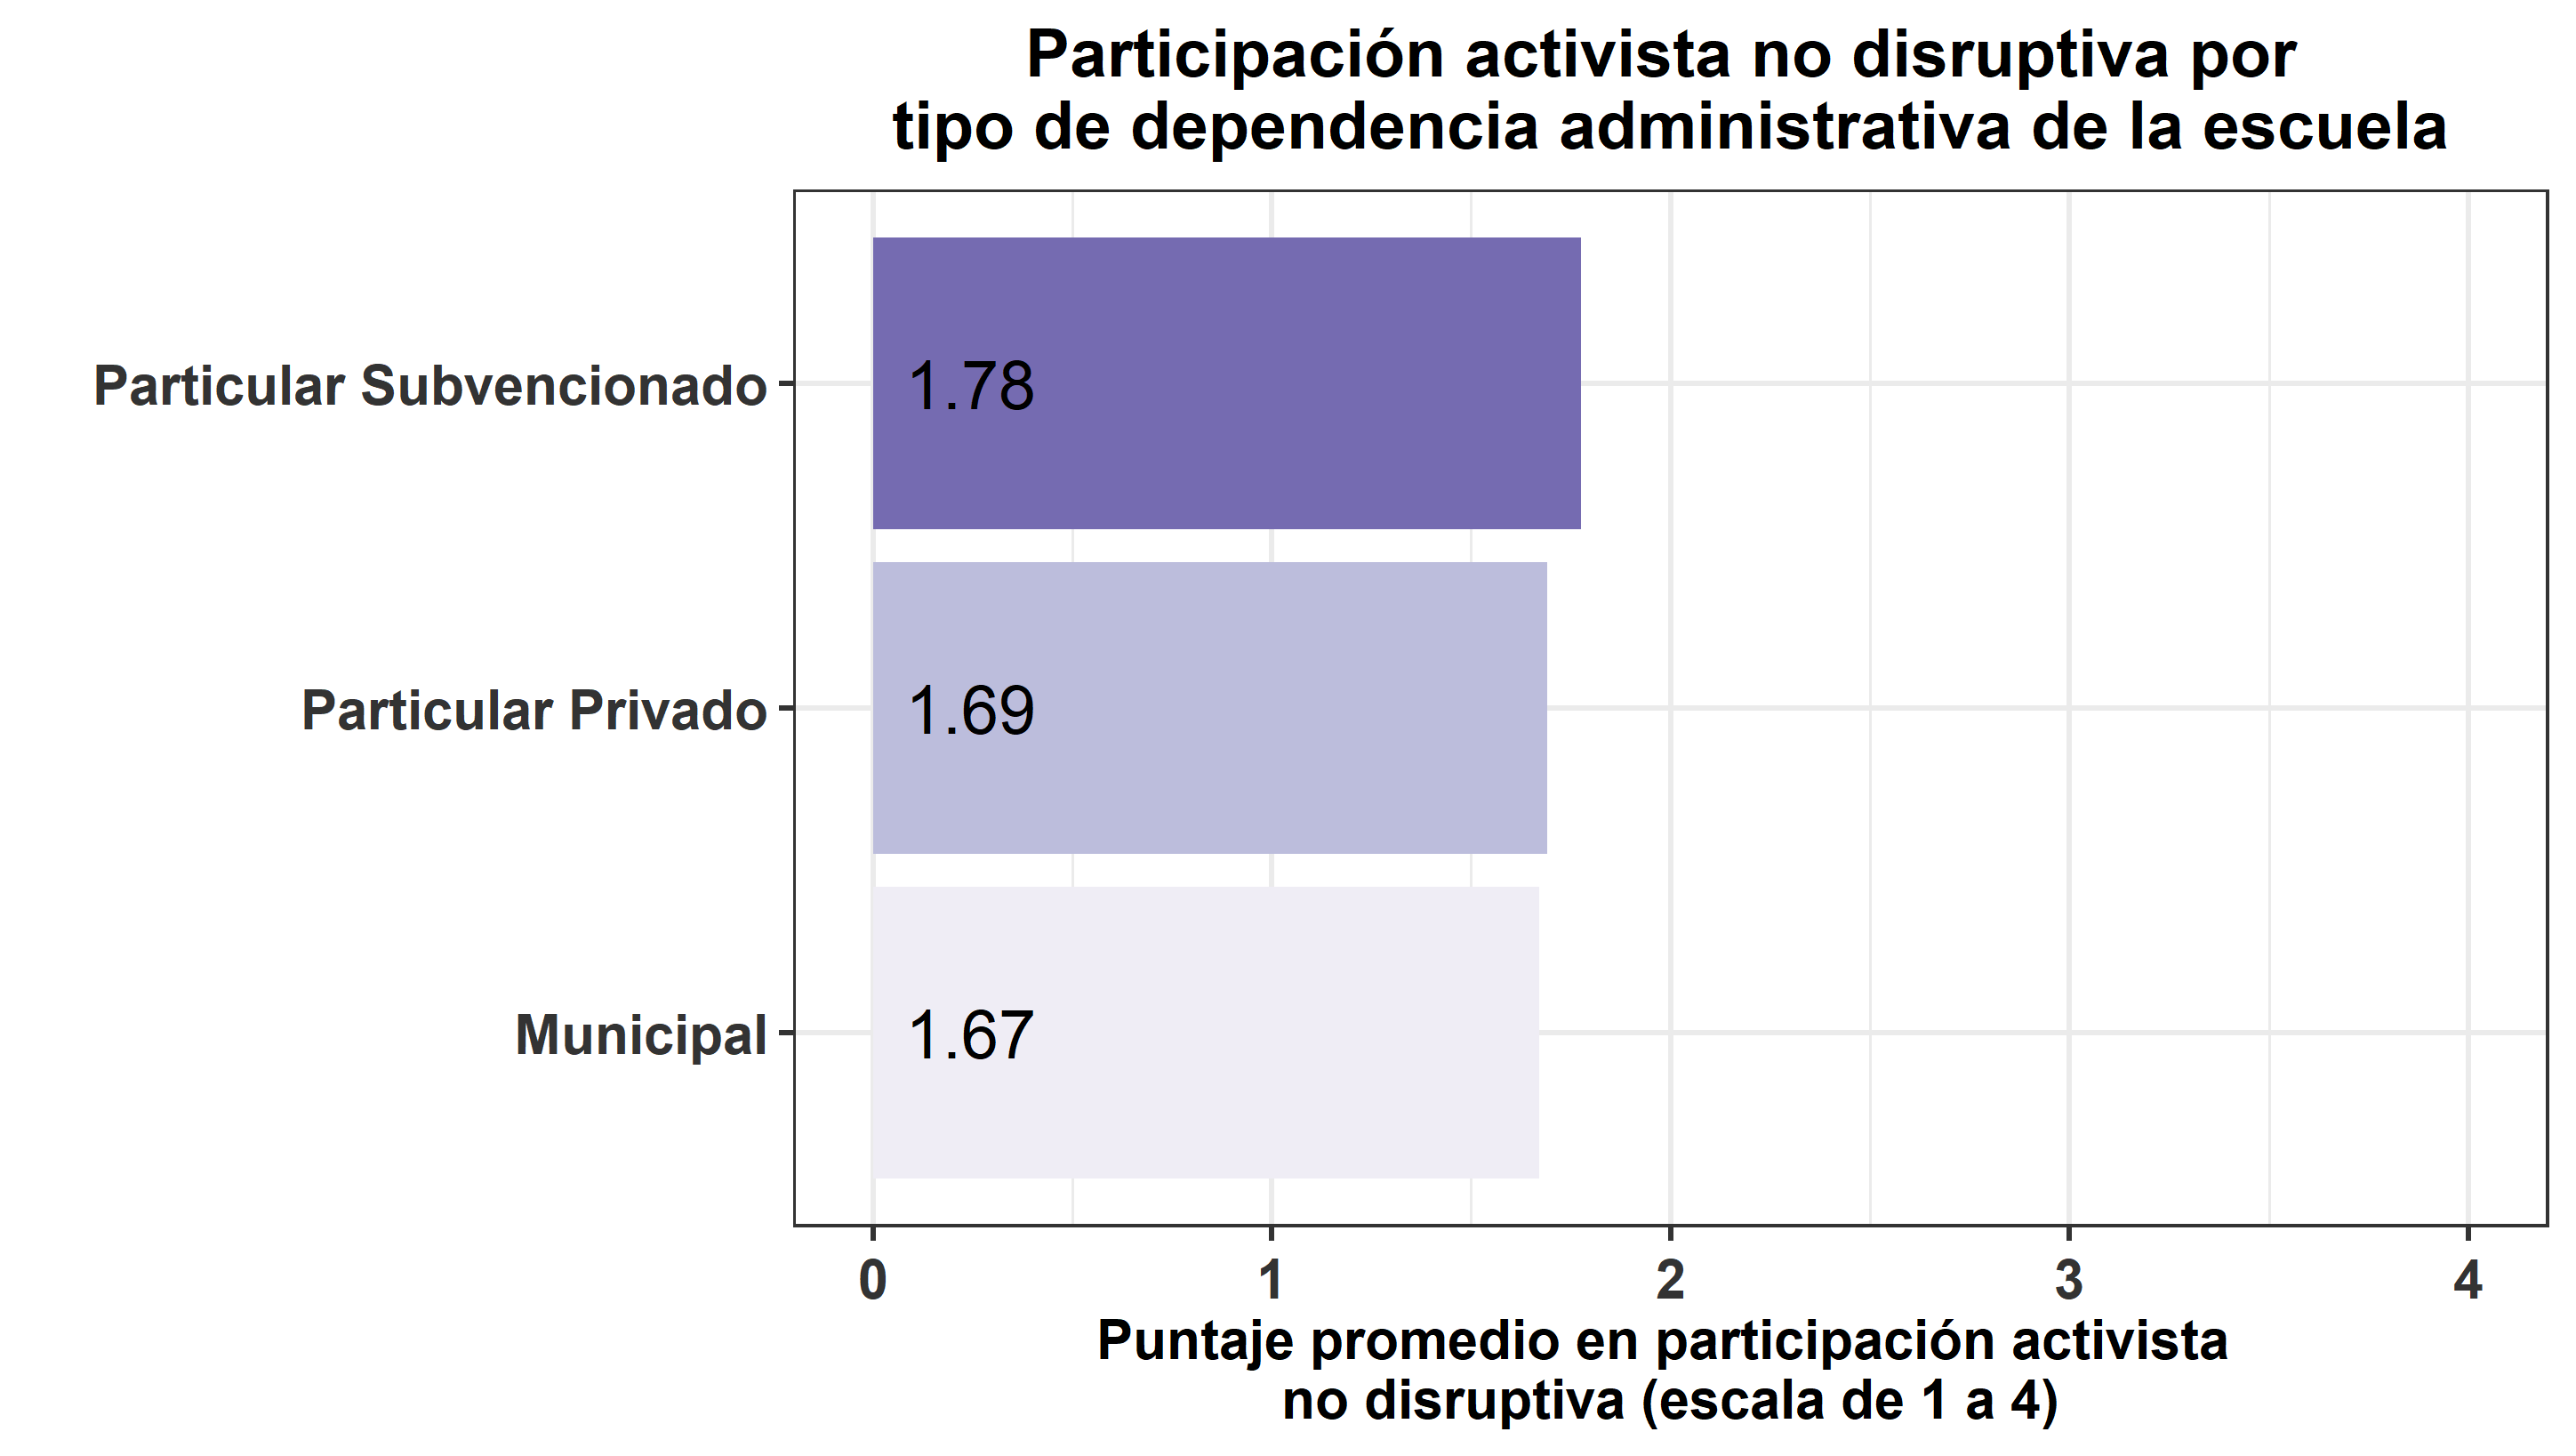 Participación activista no disruptiva por
tipo de dependencia administrativa de la escuela
Particular Subvencionado
1.78
Particular Privado
1.69
Municipal
1.67
0 1 2 3 4
Puntaje promedio en participación activista
no disruptiva (escala de 1 a 4)